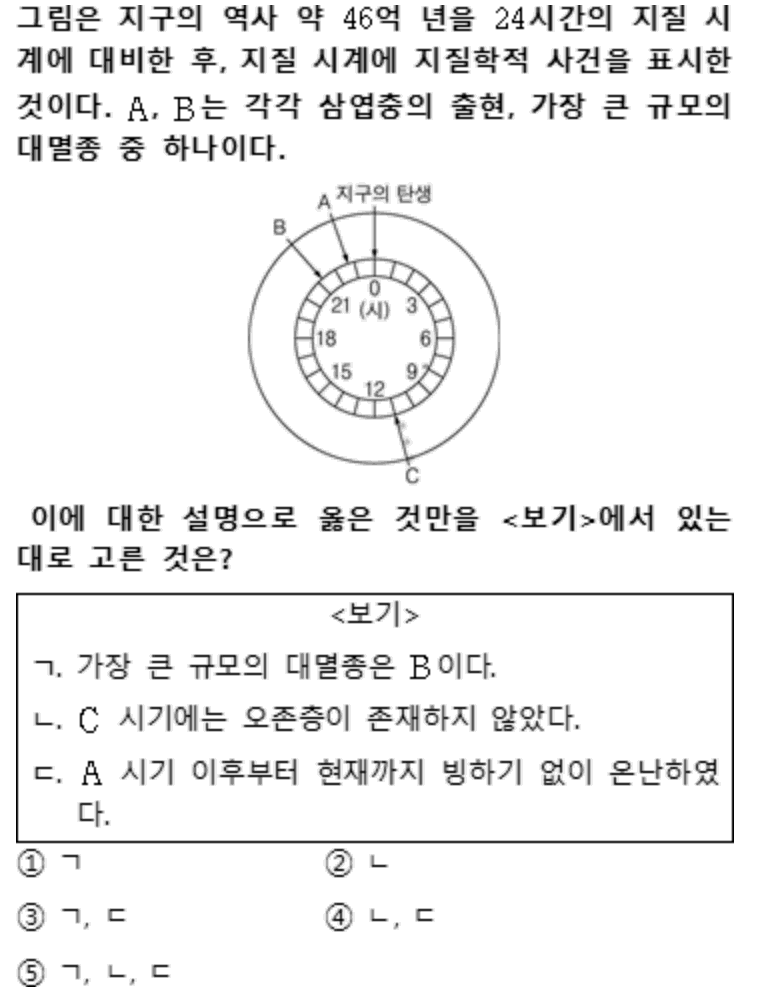 그림은 지구의 역사 약 46억 년을 24시간의 지질 시
계에 대비한 후, 지질 시계에 지질학적 사건을 표시한
것이다. A, B는 각각 삼엽충의 출현, 가장 큰 규모의
대멸종 중 하나이다.
지구의 탄생
A
B
0
(시)
21
3
18
6
15
9
12
C
이에 대한 설명으로 옳은 것만을 <보기>에서 있는
대로 고른 것은?
<보기>
ㄱ. 가장 큰 규모의 대멸종은 B이다.
ㄴ. C 시기에는 오존층이 존재하지 않았다.
ㄷ. A 시기 이후부터 현재까지 빙하기 없이 온난하였
다.
① ㄱ ② ㄴ
③ ㄱ, ㄷ ④ ㄴ, ㄷ
⑤ ㄱ, ㄴ, ㄷ